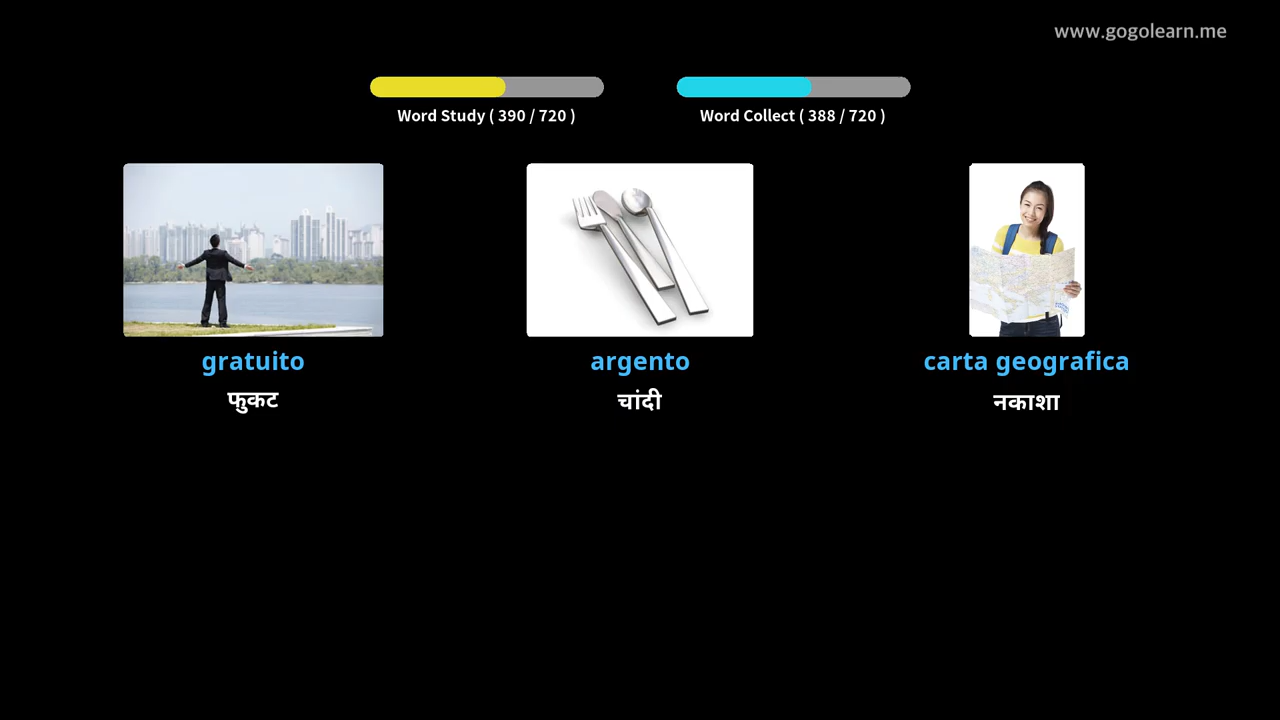 www.gogolearn.me
Word Study ( 390 / 720 )
Word Collect ( 388 / 720 )
gratuito
argento
carta geografica
फुकट
चांदी
नकाशा